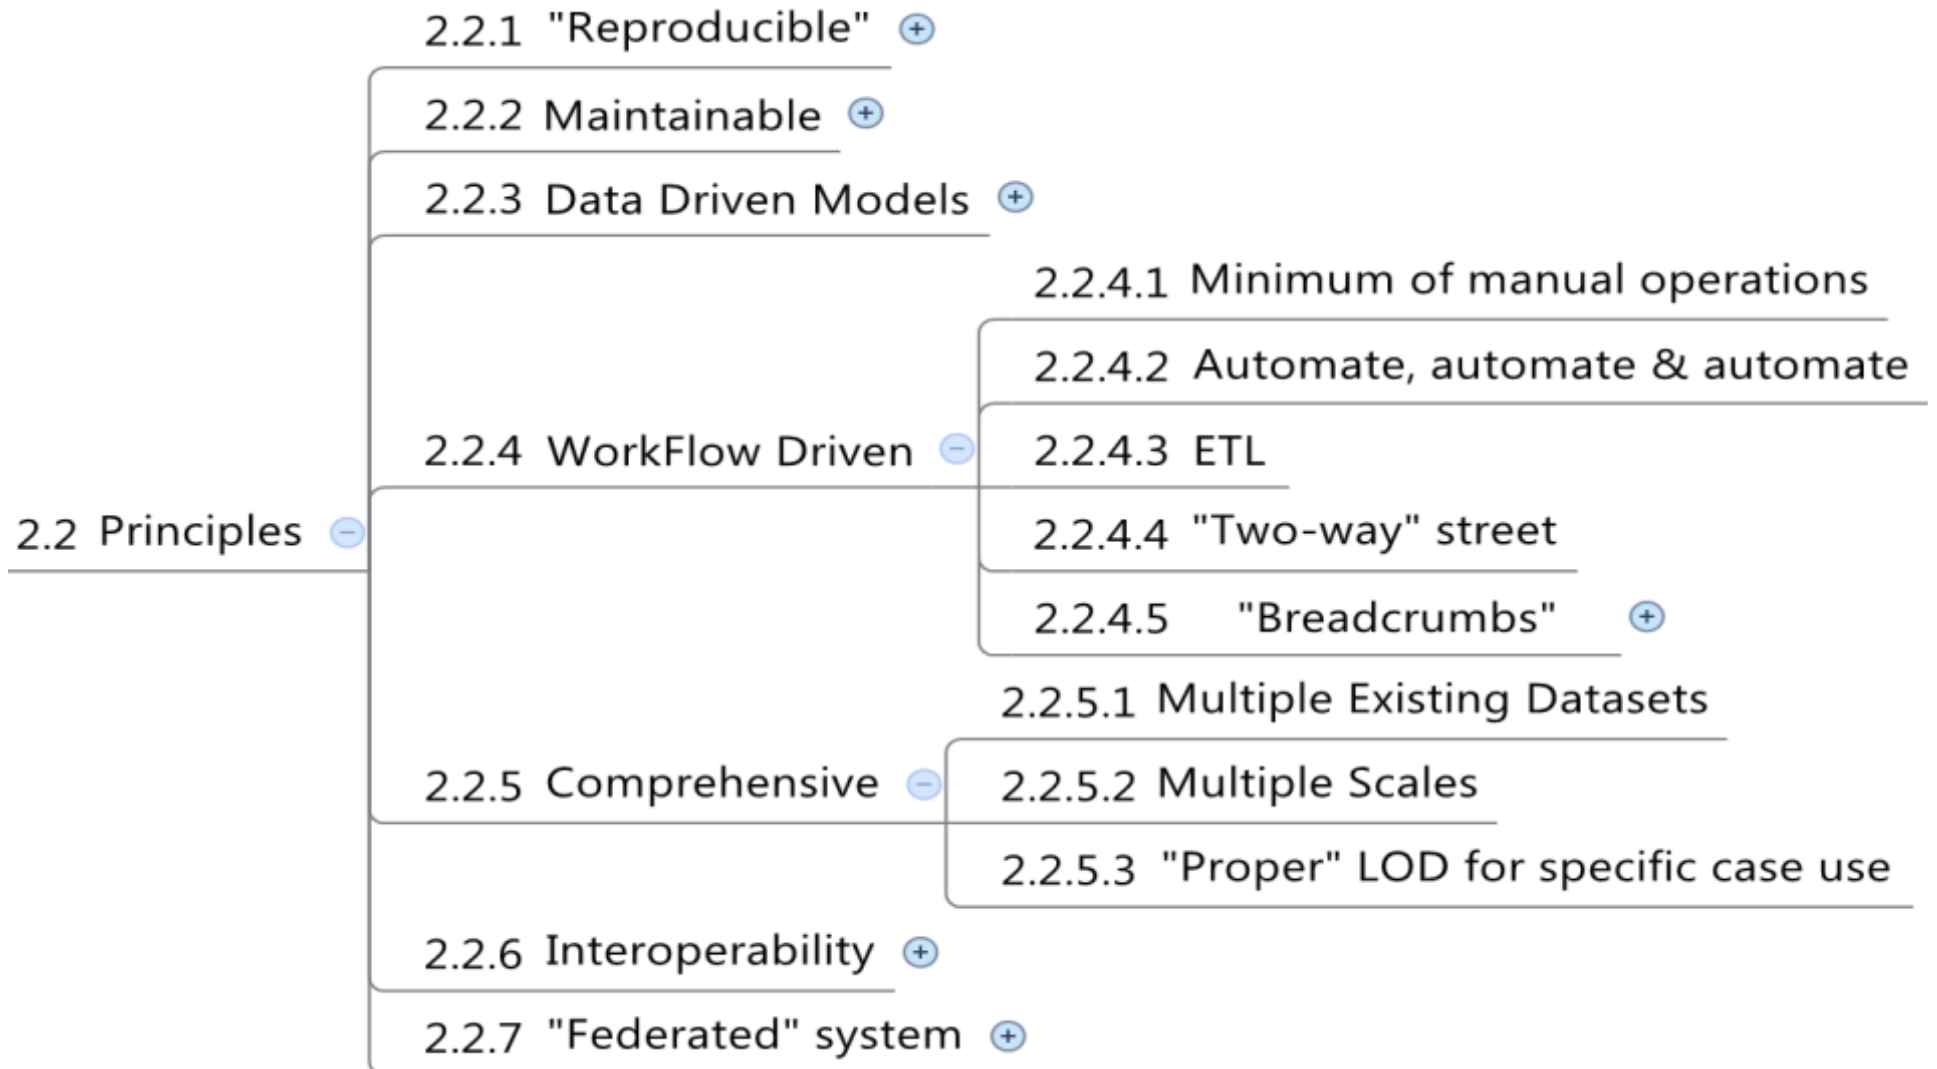 2.2 Principles
2.2.1 "Reproducible"
2.2.2 Maintainable
2.2.3 Data Driven Models
2.2.4 WorkFlow Driven
2.2.4.1 Minimum of manual operations
2.2.4.2 Automate, automate & automate
2.2.4.3 ETL
2.2.4.4 "Two-way" street
2.2.4.5 "Breadcrumbs"
2.2.5 Comprehensive
2.2.5.1 Multiple Existing Datasets
2.2.5.2 Multiple Scales
2.2.5.3 "Proper" LOD for specific case use
2.2.6 Interoperability
2.2.7 "Federated" system